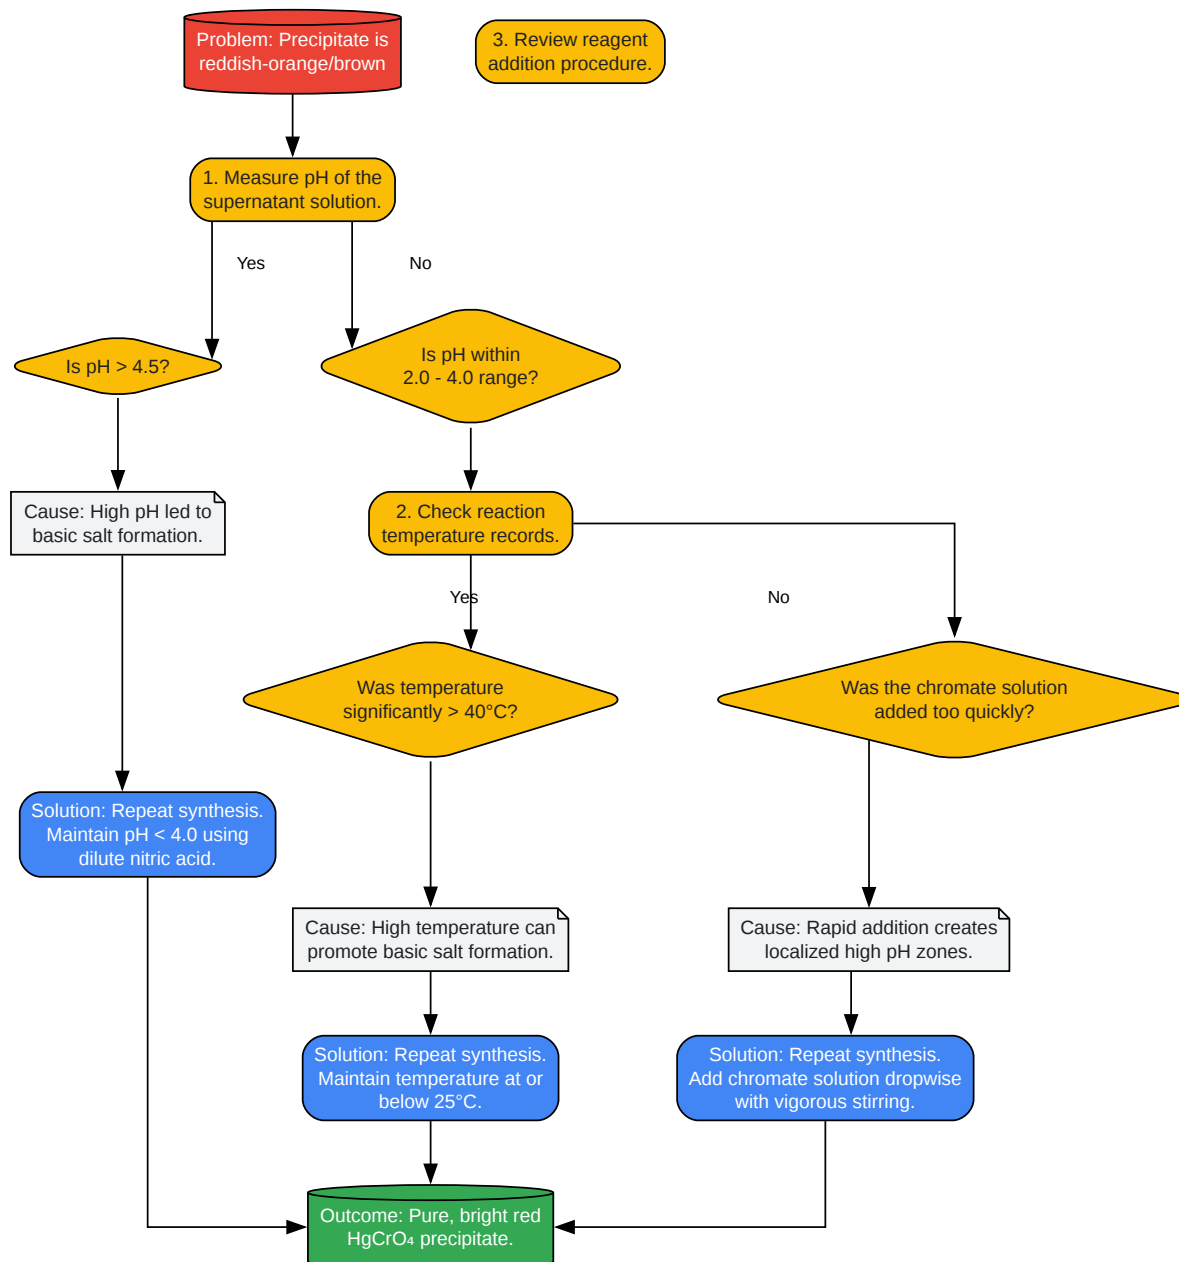 Problem: Precipitate is
reddish-orange/brown
3. Review reagent
addition procedure.
1. Measure pH of the
supernatant solution.
Yes
No
Is pH > 4.5?
Is pH within
2.0 - 4.0 range?
Cause: High pH led to
basic salt formation.
2. Check reaction
temperature records.
Yes
No
Was temperature
significantly > 40°C?
Was the chromate solution
added too quickly?
Solution: Repeat synthesis.
Maintain pH < 4.0 using
dilute nitric acid.
Cause: High temperature can
promote basic salt formation.
Cause: Rapid addition creates
localized high pH zones.
Solution: Repeat synthesis.
Maintain temperature at or
below 25°C.
Solution: Repeat synthesis.
Add chromate solution dropwise
with vigorous stirring.
Outcome: Pure, bright red
HgCrO₄ precipitate.